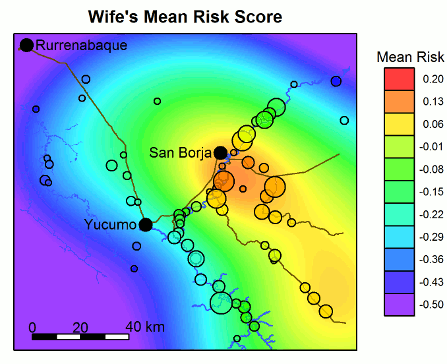 Wife's Mean Risk Score
Rurrenabaque
San Borja
Yucumo
0 20 40 km
Mean Risk
0.20
0.13
0.06
-0.01
-0.08
-0.15
-0.22
-0.29
-0.36
-0.43
-0.50